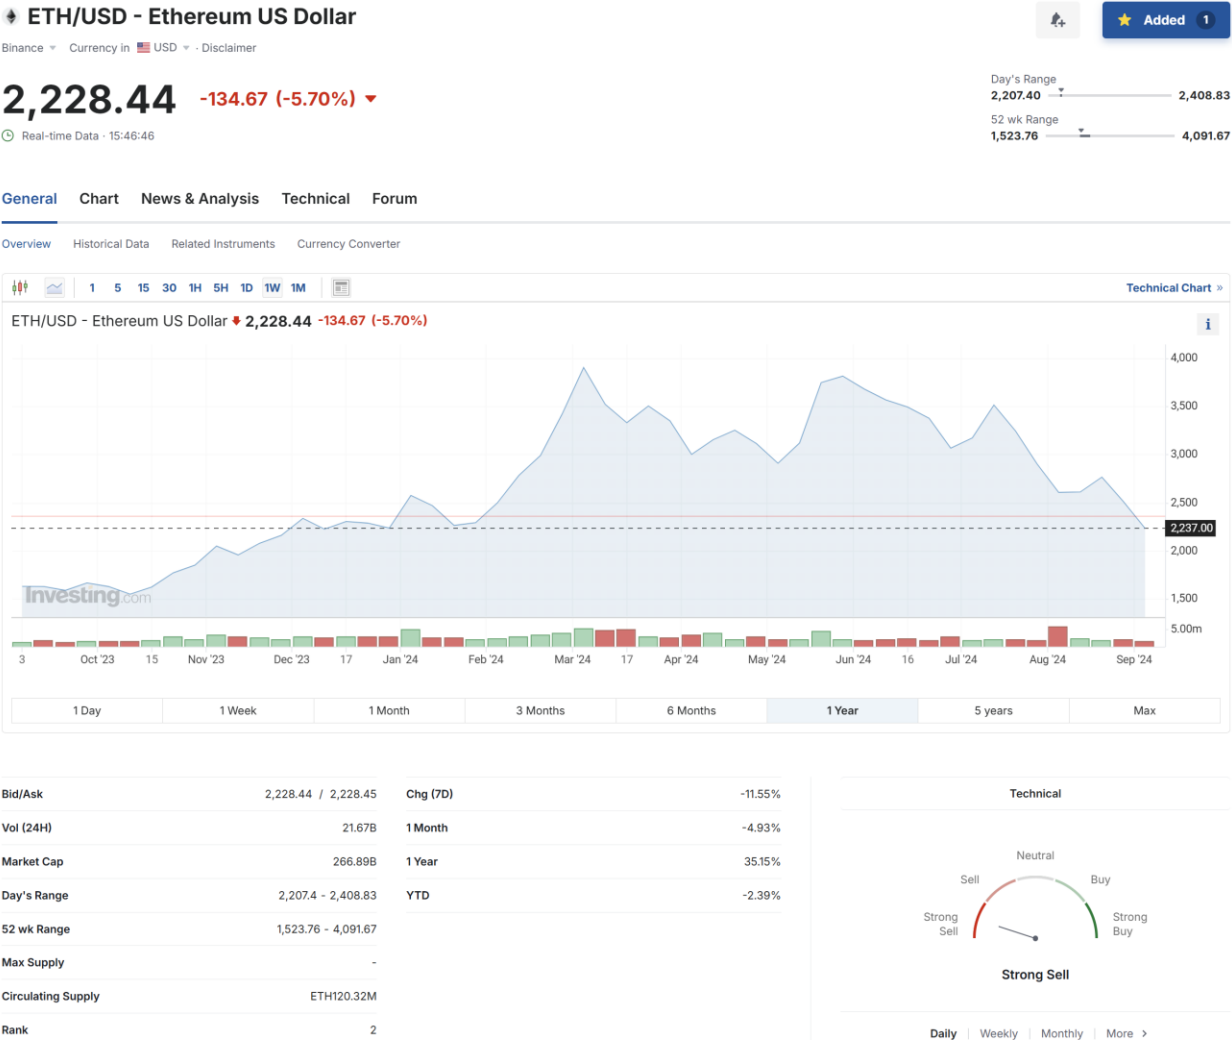 ETH/USD - Ethereum US Dollar
Added 1
Binance Currency in USD · Disclaimer
2,228.44 -134.67 (-5.70%)
Real-time Data · 15:46:46
Day's Range
2,207.40 2,408.83
52 wk Range
1,523.76 4,091.67
General Chart News & Analysis Technical Forum
Overview Historical Data Related Instruments Currency Converter
1 5 15 30 1H 5H 1D 1W 1M Technical Chart »
ETH/USD - Ethereum US Dollar 2,228.44 -134.67 (-5.70%)
i
4,000
3,500
3,000
2,500
2,237.00
2,000
1,500
Investing.com
5.00m
3 Oct '23 15 Nov '23 Dec '23 17 Jan '24 Feb '24 Mar '24 17 Apr '24 May '24 Jun '24 16 Jul '24 Aug '24 Sep '24
1 Day 1 Week 1 Month 3 Months 6 Months 1 Year 5 years Max
Bid/Ask 2,228.44 / 2,228.45
Vol (24H) 21.67B
Market Cap 266.89B
Day's Range 2,207.4 - 2,408.83
52 wk Range 1,523.76 - 4,091.67
Max Supply -
Circulating Supply ETH120.32M
Rank 2
Chg (7D) -11.55%
1 Month -4.93%
1 Year 35.15%
YTD -2.39%
Technical
Neutral
Sell Buy
Strong Sell
Strong Buy
Strong Sell
Daily Weekly Monthly More >